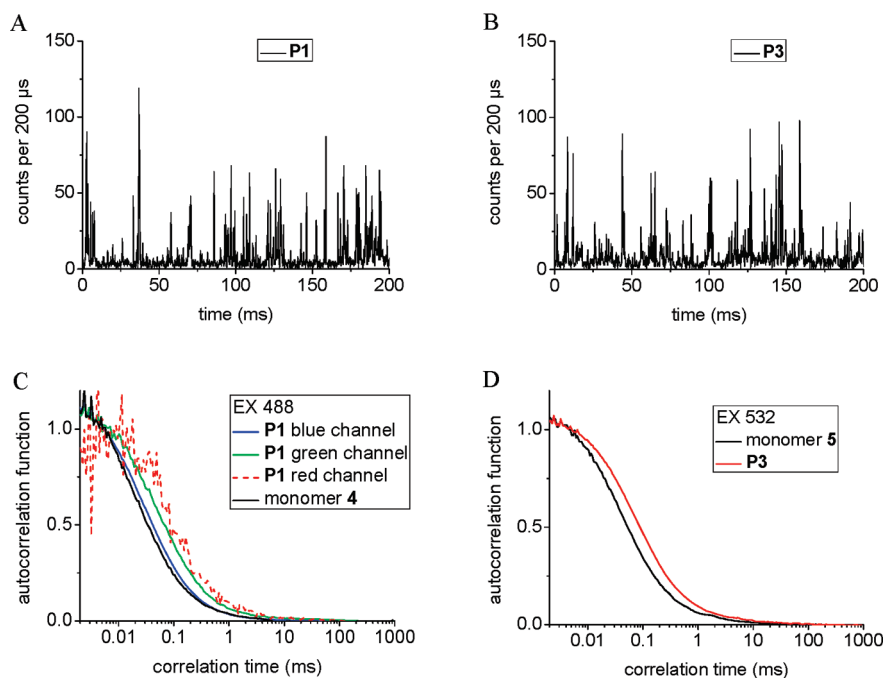 A
150
100
50
0
counts per 200 µs
P1
0 50 100 150 200
time (ms)
B
150
100
50
0
counts per 200 µs
P3
0 50 100 150 200
time (ms)
C
1.0
0.5
0.0
autocorrelation function
EX 488
P1 blue channel
P1 green channel
P1 red channel
monomer 4
0.01 0.1 1 10 100 1000
correlation time (ms)
D
1.0
0.5
0.0
autocorrelation function
EX 532
monomer 5
P3
0.01 0.1 1 10 100 1000
correlation time (ms)